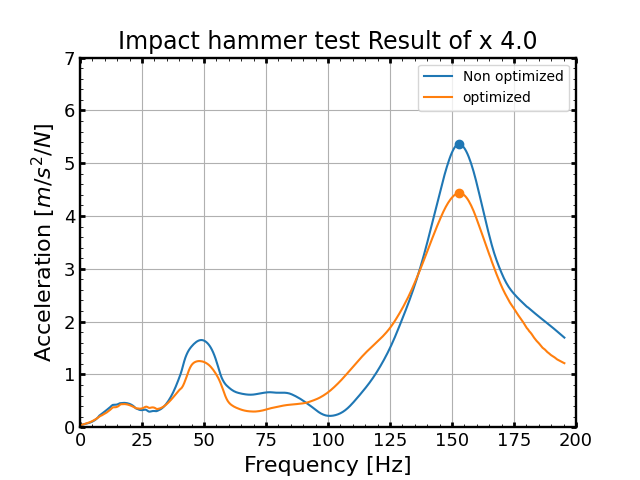 Impact hammer test Result of x 4.0
Non optimized
optimized
7
6
5
4
3
2
1
0
Acceleration [m/s²/N]
0 25 50 75 100 125 150 175 200
Frequency [Hz]